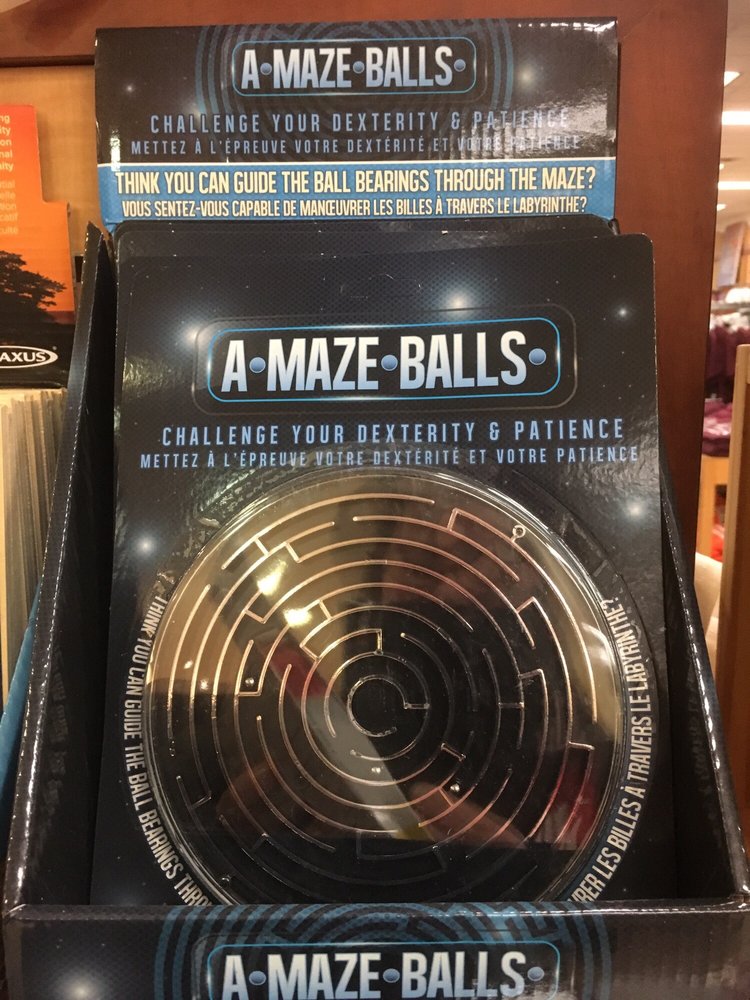 A•MAZE•BALLS•
CHALLENGE YOUR DEXTERITY & PATIENCE
METTEZ À L'ÉPREUVE VOTRE DEXTÉRITÉ ET VOTRE PATIENCE
THINK YOU CAN GUIDE THE BALL BEARINGS THROUGH THE MAZE?
VOUS SENTEZ-VOUS CAPABLE DE MANŒUVRER LES BILLES À TRAVERS LE LABYRINTHE?
AXUS
A•MAZE•BALLS•
CHALLENGE YOUR DEXTERITY & PATIENCE
METTEZ À L'ÉPREUVE VOTRE DEXTÉRITÉ ET VOTRE PATIENCE
THINK YOU CAN GUIDE THE BALL BEARINGS THRO
VRER LES BILLES À TRAVERS LE LABYRINTHE?
A•MAZE•BALLS•